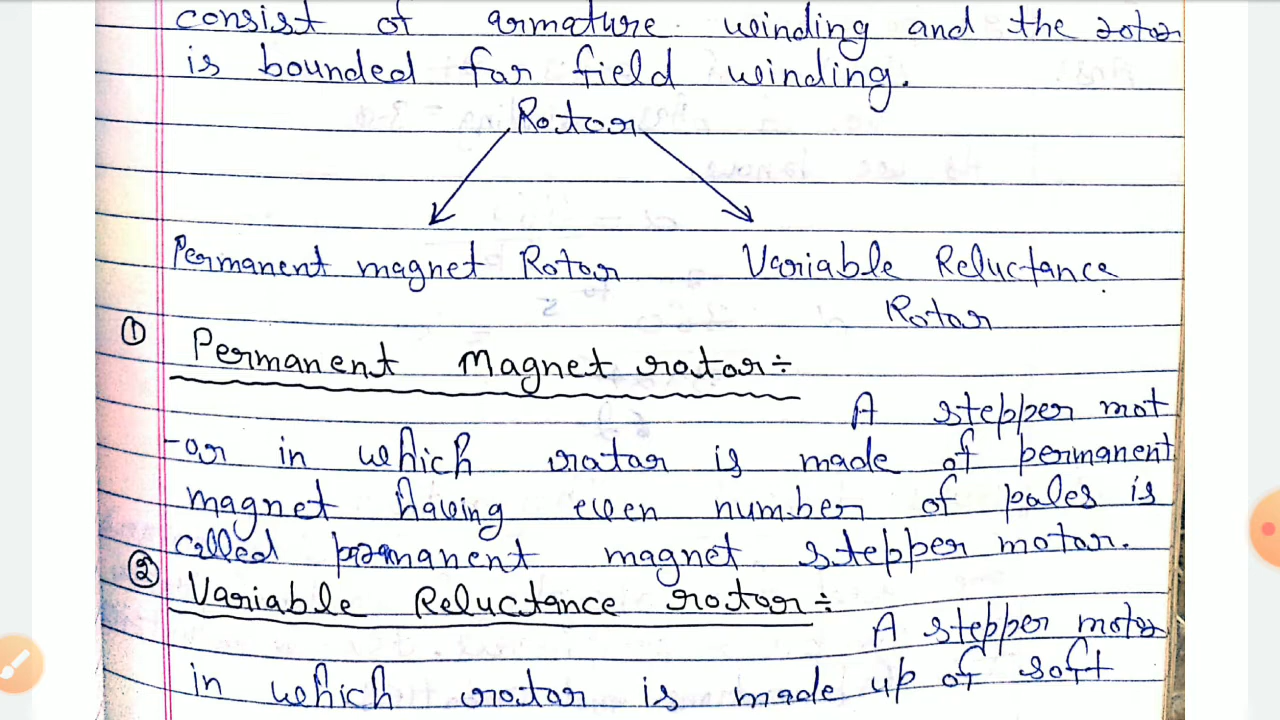 consist of armature winding and the rotor
is bounded for field winding.
Rotor
Permanent magnet Rotor Variable Reluctance
Rotor
① Permanent Magnet rotor÷
A stepper mot
-or in which rotar is made of permanent
magnet having even number of poles is
called permanent magnet stepper motor.
② Variable Reluctance rotor÷
A stepper motor
in which rotar is made up of soft